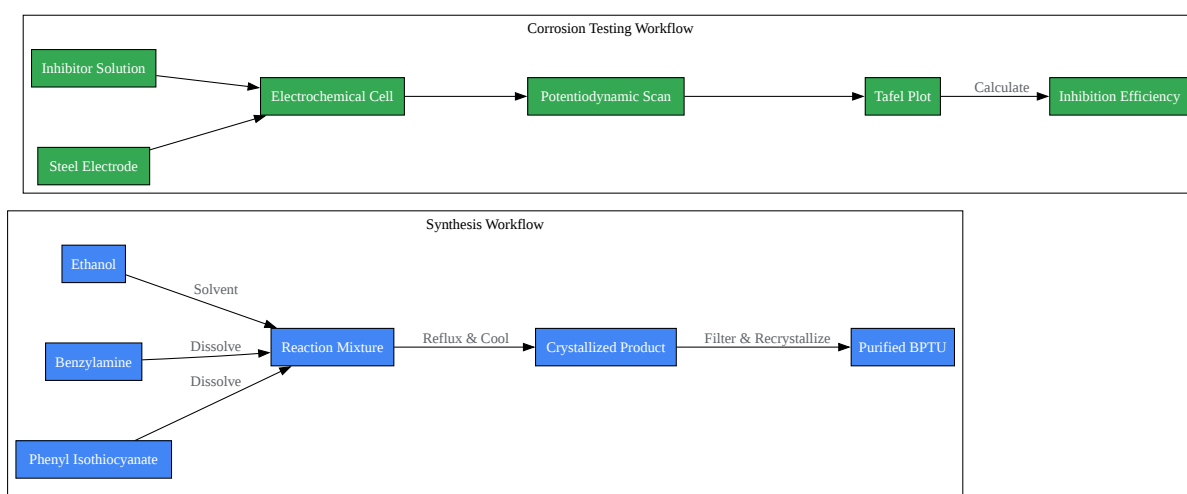 Corrosion Testing Workflow
Inhibitor Solution
Steel Electrode
Electrochemical Cell
Potentiodynamic Scan
Tafel Plot
Calculate
Inhibition Efficiency
Synthesis Workflow
Ethanol
Solvent
Benzylamine
Dissolve
Phenyl Isothiocyanate
Dissolve
Reaction Mixture
Reflux & Cool
Crystallized Product
Filter & Recrystallize
Purified BPTU